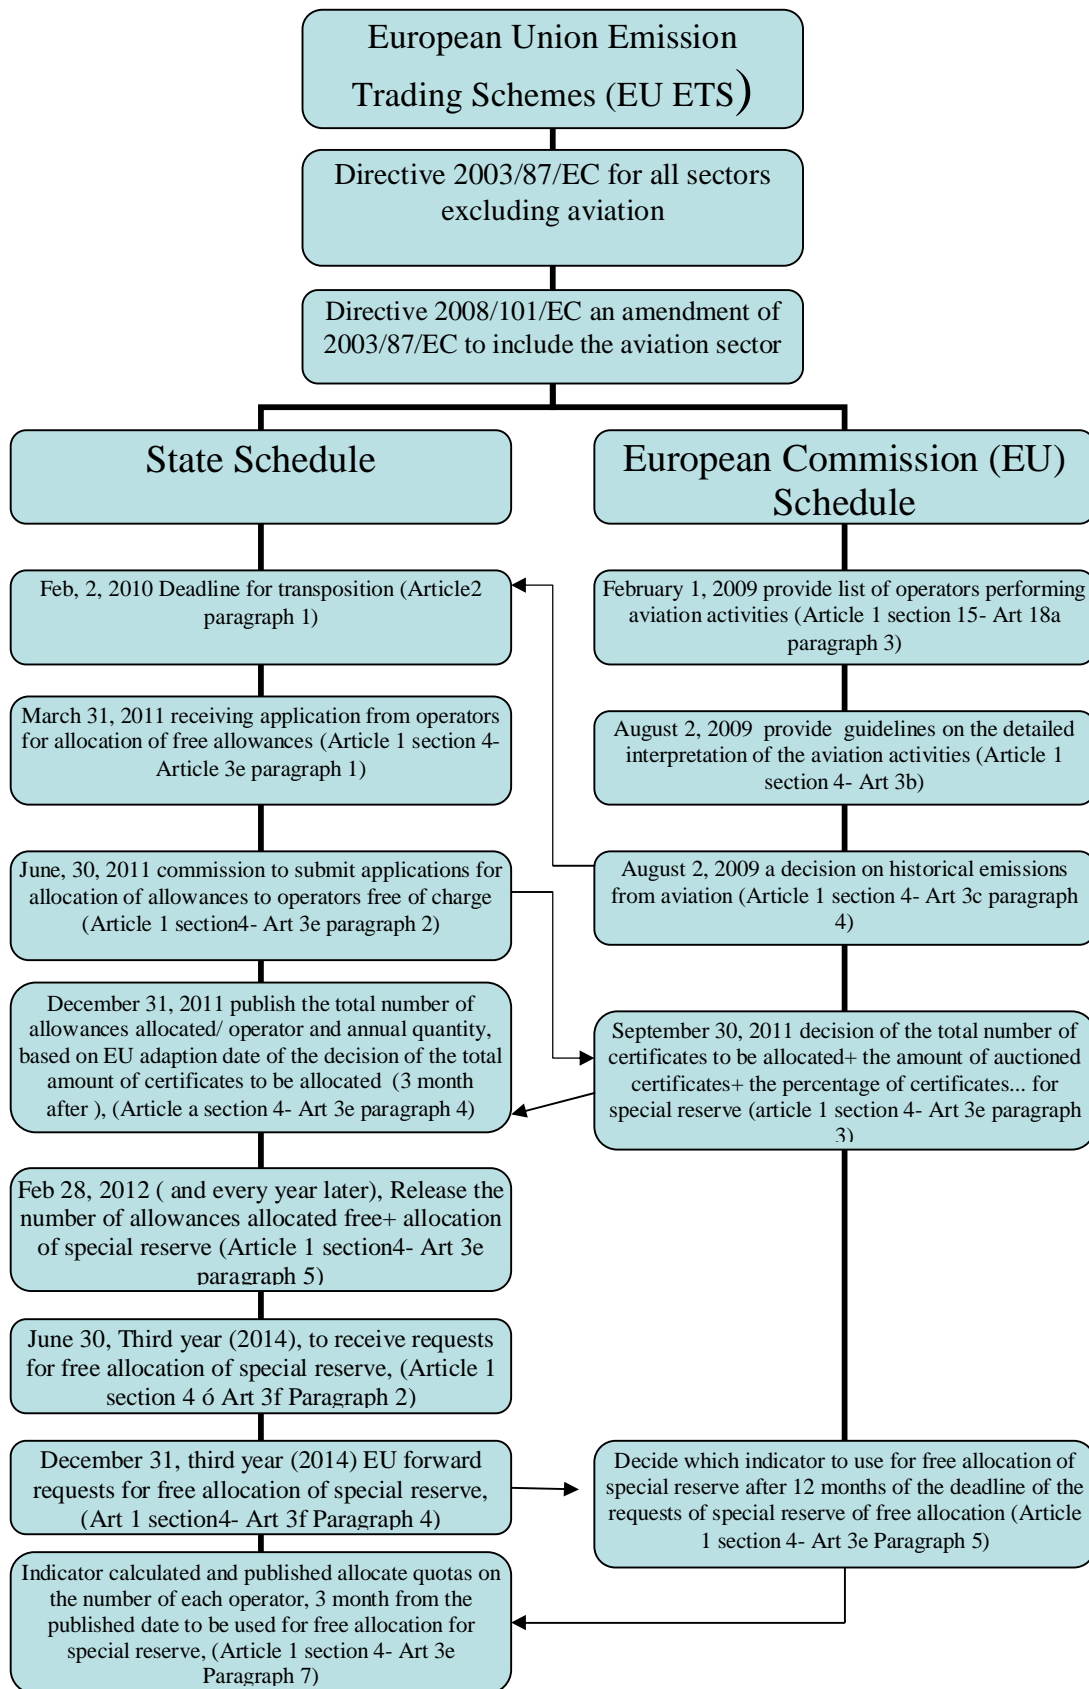 European Union Emission
Trading Schemes (EU ETS)
Directive 2003/87/EC for all sectors
excluding aviation
Directive 2008/101/EC an amendment of
2003/87/EC to include the aviation sector
State Schedule
European Commission (EU)
Schedule
Feb, 2, 2010 Deadline for transposition (Article2
paragraph 1)
February 1, 2009 provide list of operators performing
aviation activities (Article 1 section 15- Art 18a
paragraph 3)
March 31, 2011 receiving application from operators
for allocation of free allowances (Article 1 section 4-
Article 3e paragraph 1)
August 2, 2009  provide  guidelines on the detailed
interpretation of the aviation activities (Article 1
section 4- Art 3b)
June, 30, 2011 commission to submit applications for
allocation of allowances to operators free of charge
(Article 1 section4- Art 3e paragraph 2)
August 2, 2009 a decision on historical emissions
from aviation (Article 1 section 4- Art 3c paragraph
4)
December 31, 2011 publish the total number of
allowances allocated/ operator and annual quantity,
based on EU adaption date of the decision of the total
amount of certificates to be allocated  (3 month
after ), (Article a section 4- Art 3e paragraph 4)
September 30, 2011 decision of the total number of
certificates to be allocated+ the amount of auctioned
certificates+ the percentage of certificates... for
special reserve (article 1 section 4- Art 3e paragraph
3)
Feb 28, 2012 ( and every year later), Release the
number of allowances allocated free+ allocation
of special reserve (Article 1 section4- Art 3e
paragraph 5)
June 30, Third year (2014), to receive requests
for free allocation of special reserve, (Article 1
section 4 ó Art 3f Paragraph 2)
December 31, third year (2014) EU forward
requests for free allocation of special reserve,
(Art 1 section4- Art 3f Paragraph 4)
Decide which indicator to use for free allocation of
special reserve after 12 months of the deadline of the
requests of special reserve of free allocation (Article
1 section 4- Art 3e Paragraph 5)
Indicator calculated and published allocate quotas on
the number of each operator, 3 month from the
published date to be used for free allocation for
special reserve, (Article 1 section 4- Art 3e
Paragraph 7)